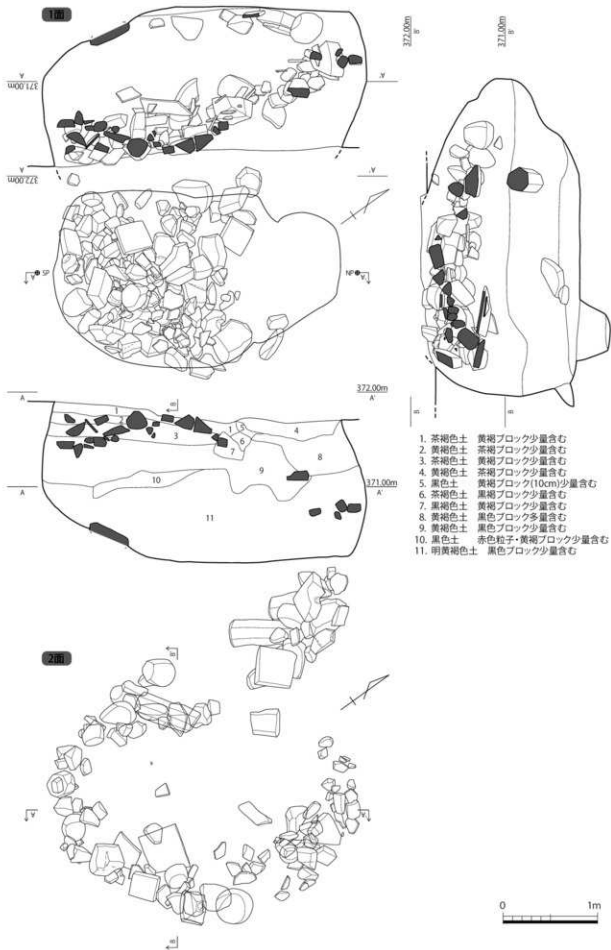 1面
372.00m
B'
371.00m
B'
A
371.00m
A'
A
372.00m
A'
SP
A
NP
A'
372.00m
A
B
A'
1
2
3
1
5
6
7
4
8
9
10
11
A
371.00m
A'
B
B
1. 茶褐色土 黄褐ブロック少量含む
2. 黄褐色土 茶褐ブロック少量含む
3. 茶褐色土 黄褐ブロック少量含む
4. 黄褐色土 茶褐ブロック少量含む
5. 黒色土 黄褐ブロック(10cm)少量含む
6. 茶褐色土 黒褐ブロック少量含む
7. 黒褐色土 黄褐ブロック少量含む
8. 黄褐色土 黒色ブロック多量含む
9. 黄褐色土 黒色ブロック少量含む
10. 黒色土 赤色粒子・黄褐ブロック少量含む
11. 明黄褐色土 黒色ブロック少量含む
2面
B'
A
A'
B
0 1m